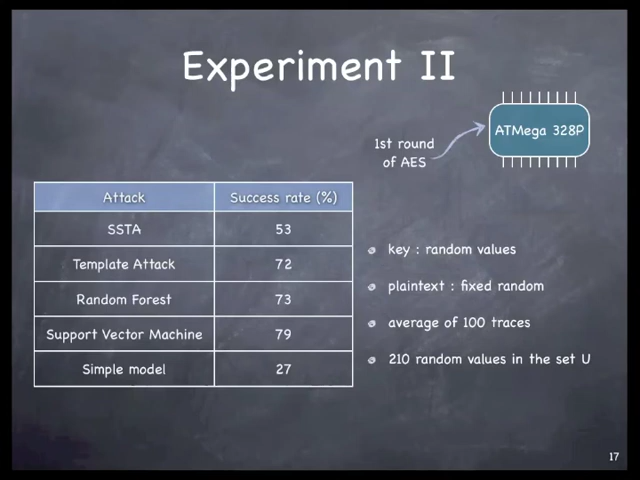 Experiment II
ATMega 328P
1st round
of AES
Attack Success rate (%)
SSTA 53
Template Attack 72
Random Forest 73
Support Vector Machine 79
Simple model 27
key : random values
plaintext : fixed random
average of 100 traces
210 random values in the set U
17